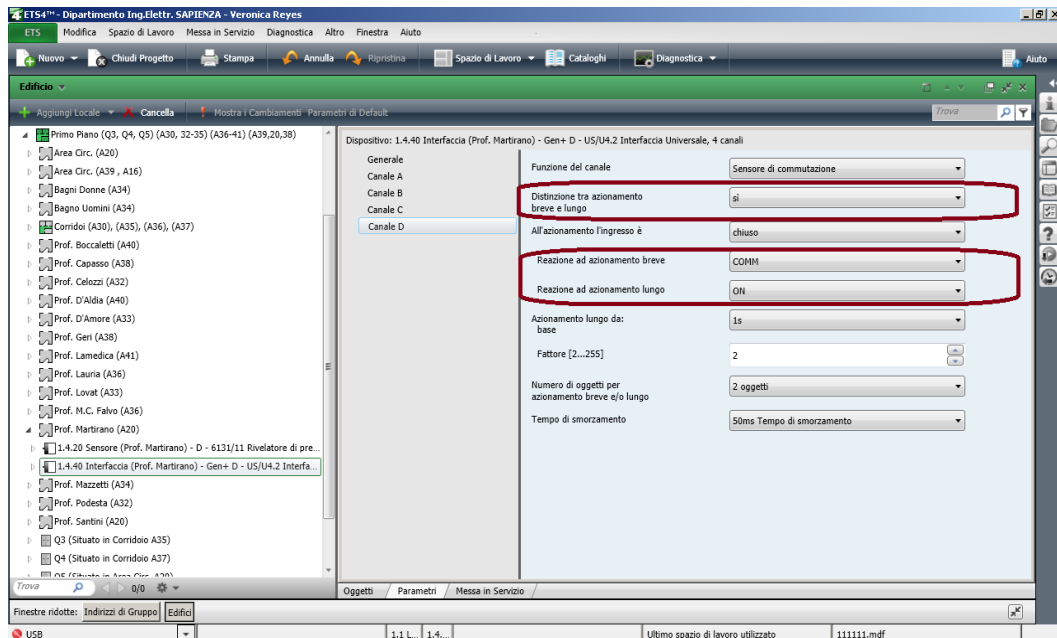 ETS4™ - Dipartimento Ing.Elettr. SAPIENZA - Veronica Reyes
ETS Modifica Spazio di Lavoro Messa in Servizio Diagnostica Altro Finestra Aiuto
Nuovo Chiudi Progetto Stampa Annulla Ripristina Spazio di Lavoro Cataloghi Diagnostica Aiuto
Edificio
Aggiungi Locale Cancella Mostra i Cambiamenti Parametri di Default Trova
Primo Piano (Q3, Q4, Q5) (A30, 32-35) (A36-41) (A39,20,38)
Area Circ. (A20)
Area Circ. (A39 , A16)
Bagni Donne (A34)
Bagno Uomini (A34)
Corridoi (A30), (A35), (A36), (A37)
Prof. Boccaletti (A40)
Prof. Capasso (A38)
Prof. Celozzi (A32)
Prof. D'Aldia (A40)
Prof. D'Amore (A33)
Prof. Geri (A38)
Prof. Lamedica (A41)
Prof. Lauria (A36)
Prof. Lovat (A33)
Prof. M.C. Falvo (A36)
Prof. Martirano (A20)
1.4.20 Sensore (Prof. Martirano) - D - 6131/11 Rivelatore di pre...
1.4.40 Interfaccia (Prof. Martirano) - Gen+ D - US/U4.2 Interfa...
Prof. Mazzetti (A34)
Prof. Podesta (A32)
Prof. Santini (A20)
Q3 (Situato in Corridoio A35)
Q4 (Situato in Corridoio A37)
Q5 (Situato in Area Circ. A20)
Trova 0/0
Dispositivo: 1.4.40 Interfaccia (Prof. Martirano) - Gen+ D - US/U4.2 Interfaccia Universale, 4 canali
Generale
Canale A
Canale B
Canale C
Canale D
Funzione del canale Sensore di commutazione
Distinzione tra azionamento
breve e lungo sì
All'azionamento l'ingresso è chiuso
Reazione ad azionamento breve COMM
Reazione ad azionamento lungo ON
Azionamento lungo da:
base 1s
Fattore [2...255] 2
Numero di oggetti per
azionamento breve e/o lungo 2 oggetti
Tempo di smorzamento 50ms Tempo di smorzamento
Oggetti Parametri Messa in Servizio
Finestre ridotte: Indirizzi di Gruppo Edifici
USB 1.1 L... 1.4.... Ultimo spazio di lavoro utilizzato 111111.mdf